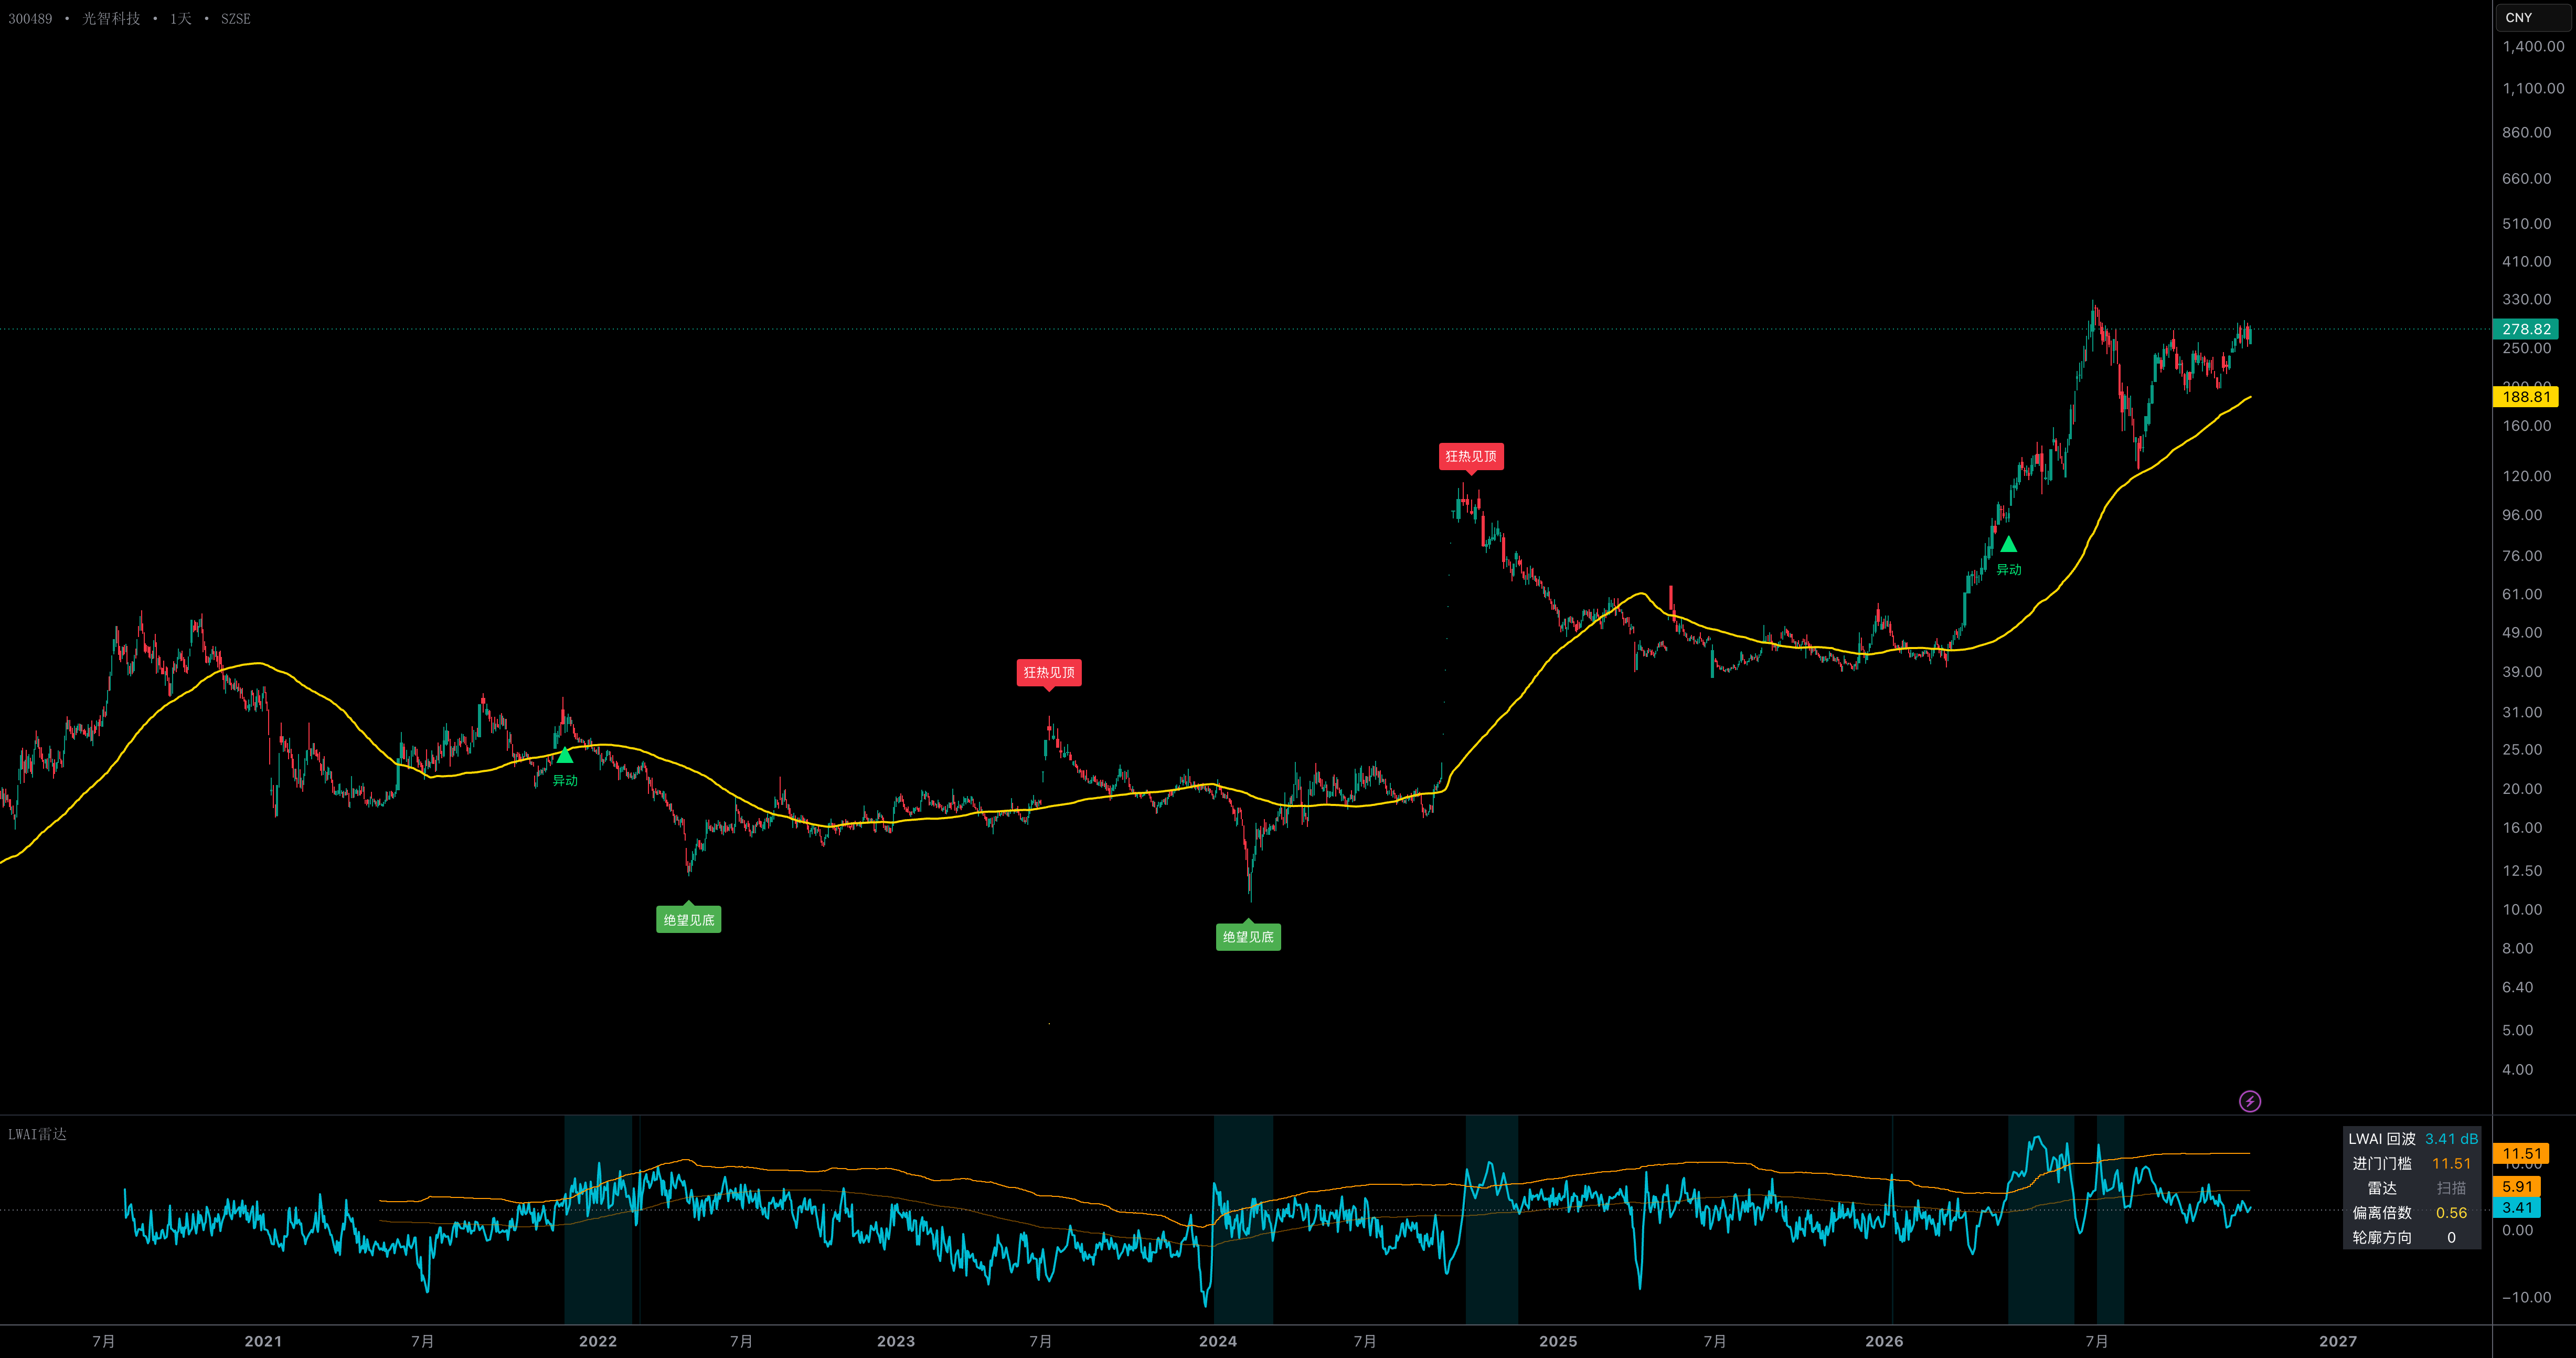 300489 • 光智科技 • 1天 • SZSE
CNY
1,400.00
1,100.00
860.00
660.00
510.00
410.00
330.00
278.82
250.00
200.00
188.81
160.00
120.00
96.00
76.00
61.00
49.00
39.00
31.00
25.00
20.00
16.00
12.50
10.00
8.00
6.40
5.00
4.00
狂热见顶
异动
狂热见顶
异动
绝望见底
绝望见底
LWAI雷达
LWAI 回波 3.41 dB
进门门槛 11.51
雷达 扫描
偏离倍数 0.56
轮廓方向 0
11.51
10.00
5.91
3.41
0.00
−10.00
7月 2021 7月 2022 7月 2023 7月 2024 7月 2025 7月 2026 7月 2027